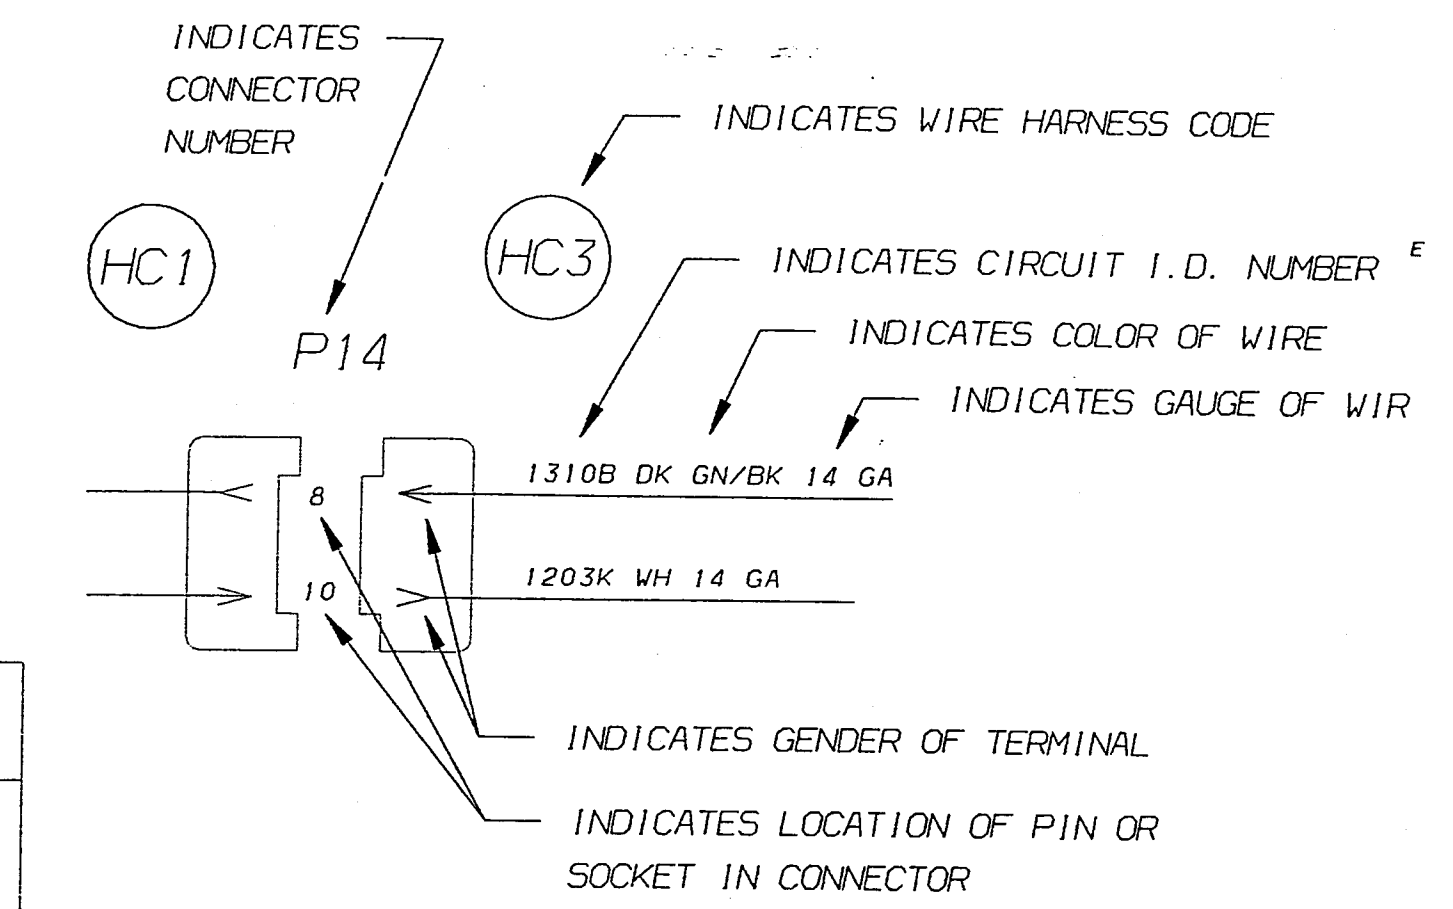 INDICATES
CONNECTOR
NUMBER
INDICATES WIRE HARNESS CODE
HC1
HC3
INDICATES CIRCUIT I.D. NUMBER E
P14
INDICATES COLOR OF WIRE
INDICATES GAUGE OF WIR
1310B DK GN/BK 14 GA
8
1203K WH 14 GA
10
INDICATES GENDER OF TERMINAL
INDICATES LOCATION OF PIN OR
SOCKET IN CONNECTOR